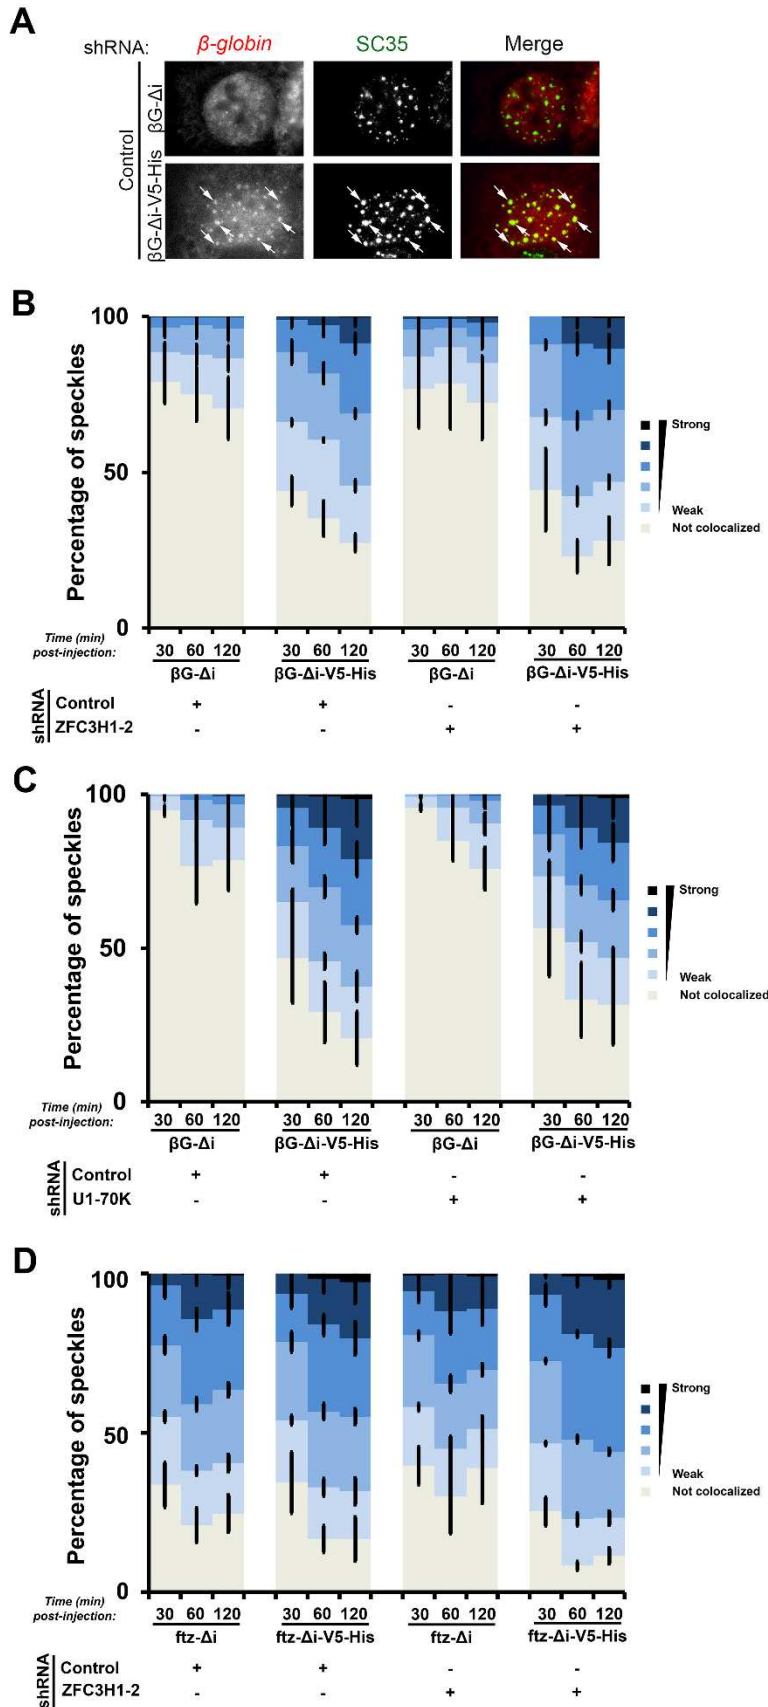 A
shRNA: β-globin SC35 Merge
Control
βG-Δi
βG-Δi-V5-His
B
Percentage of speckles
100
50
0
Strong
Weak
Not colocalized
Time (min)
post-injection:
30 60 120 30 60 120 30 60 120 30 60 120
βG-Δi βG-Δi-V5-His βG-Δi βG-Δi-V5-His
shRNA
Control + + - -
ZFC3H1-2 - - + +
C
Percentage of speckles
100
50
0
Strong
Weak
Not colocalized
Time (min)
post-injection:
30 60 120 30 60 120 30 60 120 30 60 120
βG-Δi βG-Δi-V5-His βG-Δi βG-Δi-V5-His
shRNA
Control + + - -
U1-70K - - + +
D
Percentage of speckles
100
50
0
Strong
Weak
Not colocalized
Time (min)
post-injection:
30 60 120 30 60 120 30 60 120 30 60 120
ftz-Δi ftz-Δi-V5-His ftz-Δi ftz-Δi-V5-His
shRNA
Control + + - -
ZFC3H1-2 - - + +